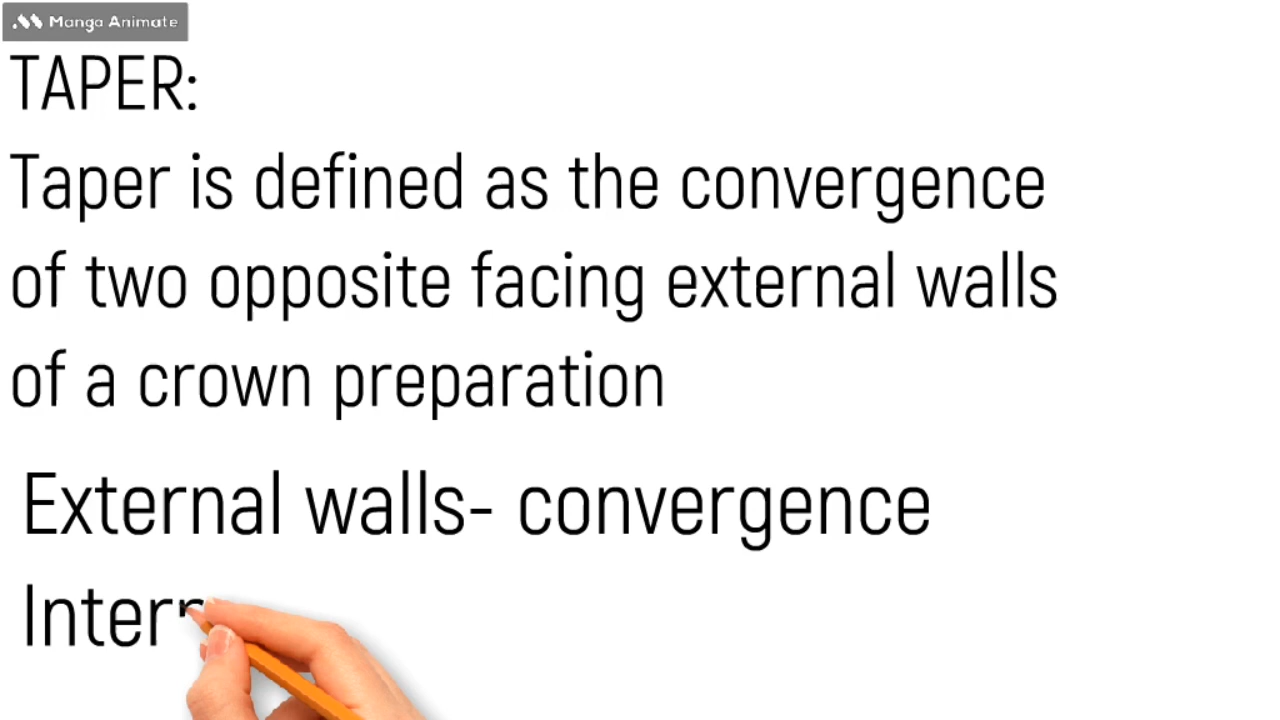 Manga Animate
TAPER:
Taper is defined as the convergence
of two opposite facing external walls
of a crown preparation
External walls- convergence
Inter